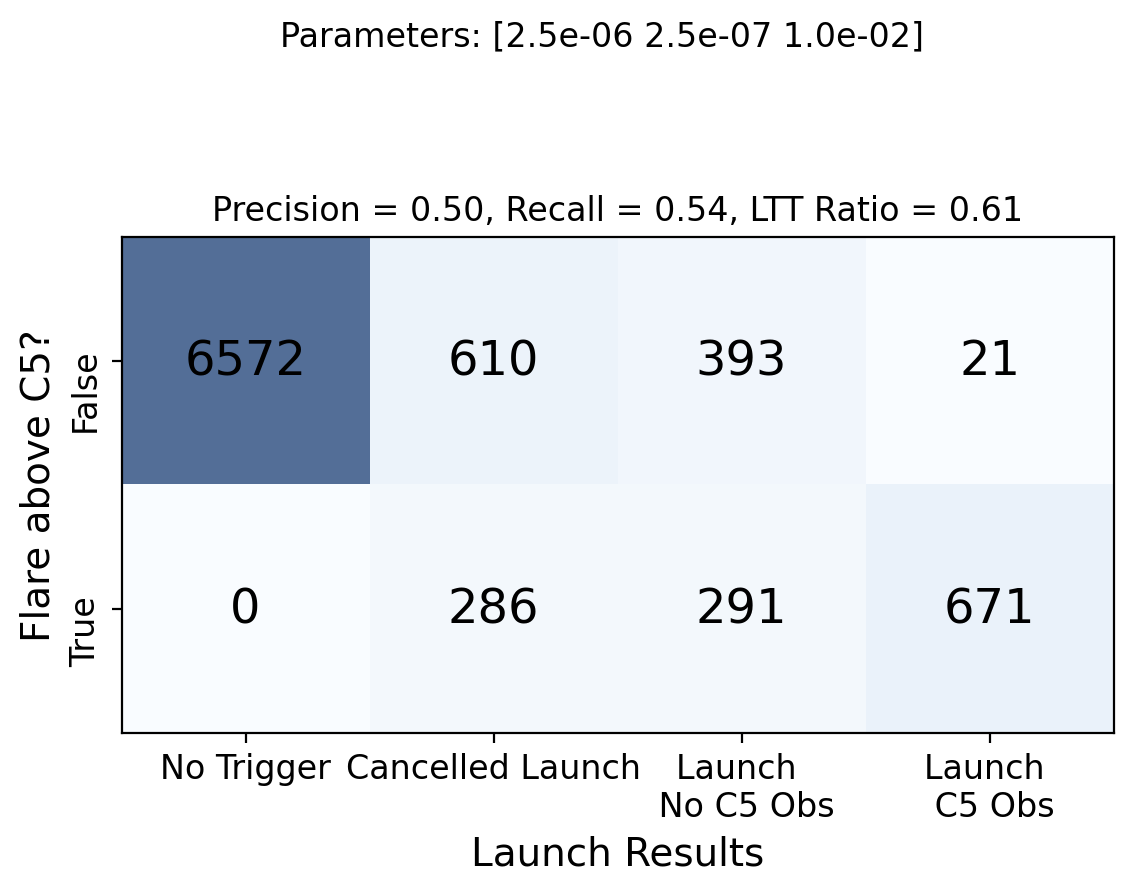 Parameters: [2.5e-06 2.5e-07 1.0e-02]
Precision = 0.50, Recall = 0.54, LTT Ratio = 0.61
Flare above C5?
False
6572 610 393 21
True
0 286 291 671
No Trigger Cancelled Launch Launch Launch
No C5 Obs C5 Obs
Launch Results